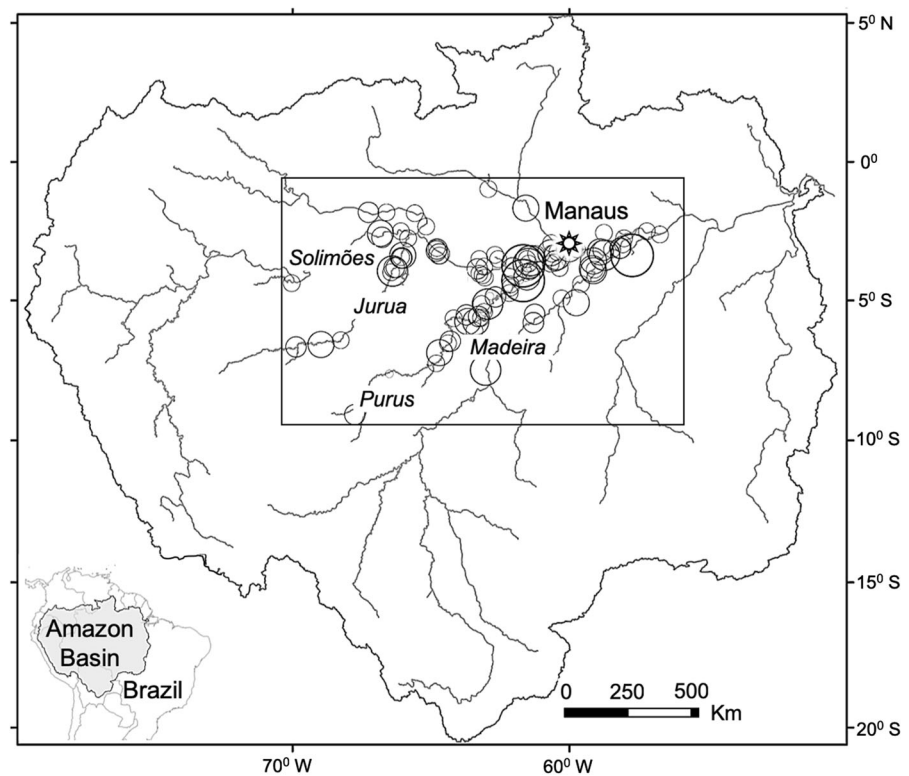 5⁰ N
0⁰
Manaus
Solimões
5⁰ S
Jurua
Madeira
Purus
10⁰ S
15⁰ S
Amazon
Basin
Brazil
0 250 500
Km
20⁰ S
70⁰ W 60⁰ W